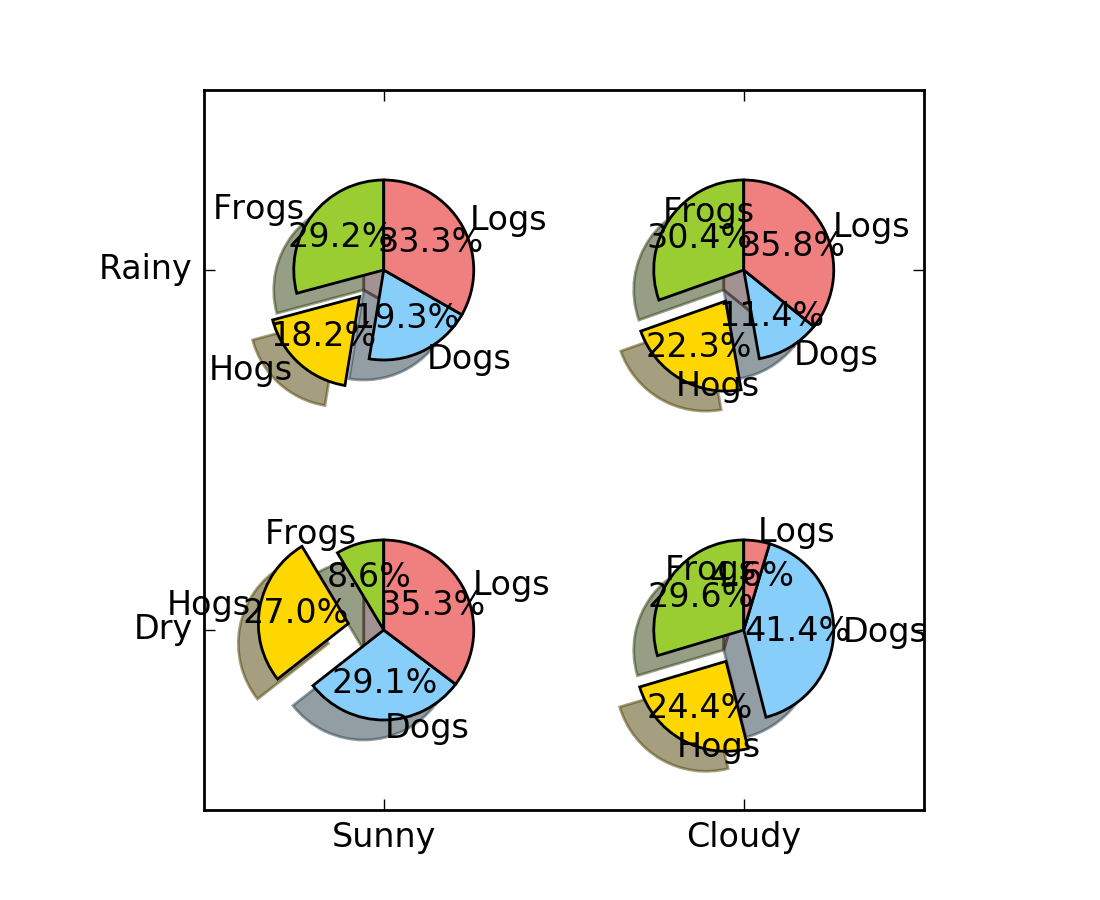 Frogs
Logs
29.2%
33.3%
19.3%
18.2%
Hogs
Dogs
Frogs
Logs
30.4%
35.8%
11.4%
22.3%
Hogs
Dogs
Rainy
Frogs
Logs
8.6%
35.3%
Hogs
27.0%
29.1%
Dogs
Logs
Frogs
4.6%
29.6%
41.4%
Dogs
24.4%
Hogs
Dry
Sunny
Cloudy